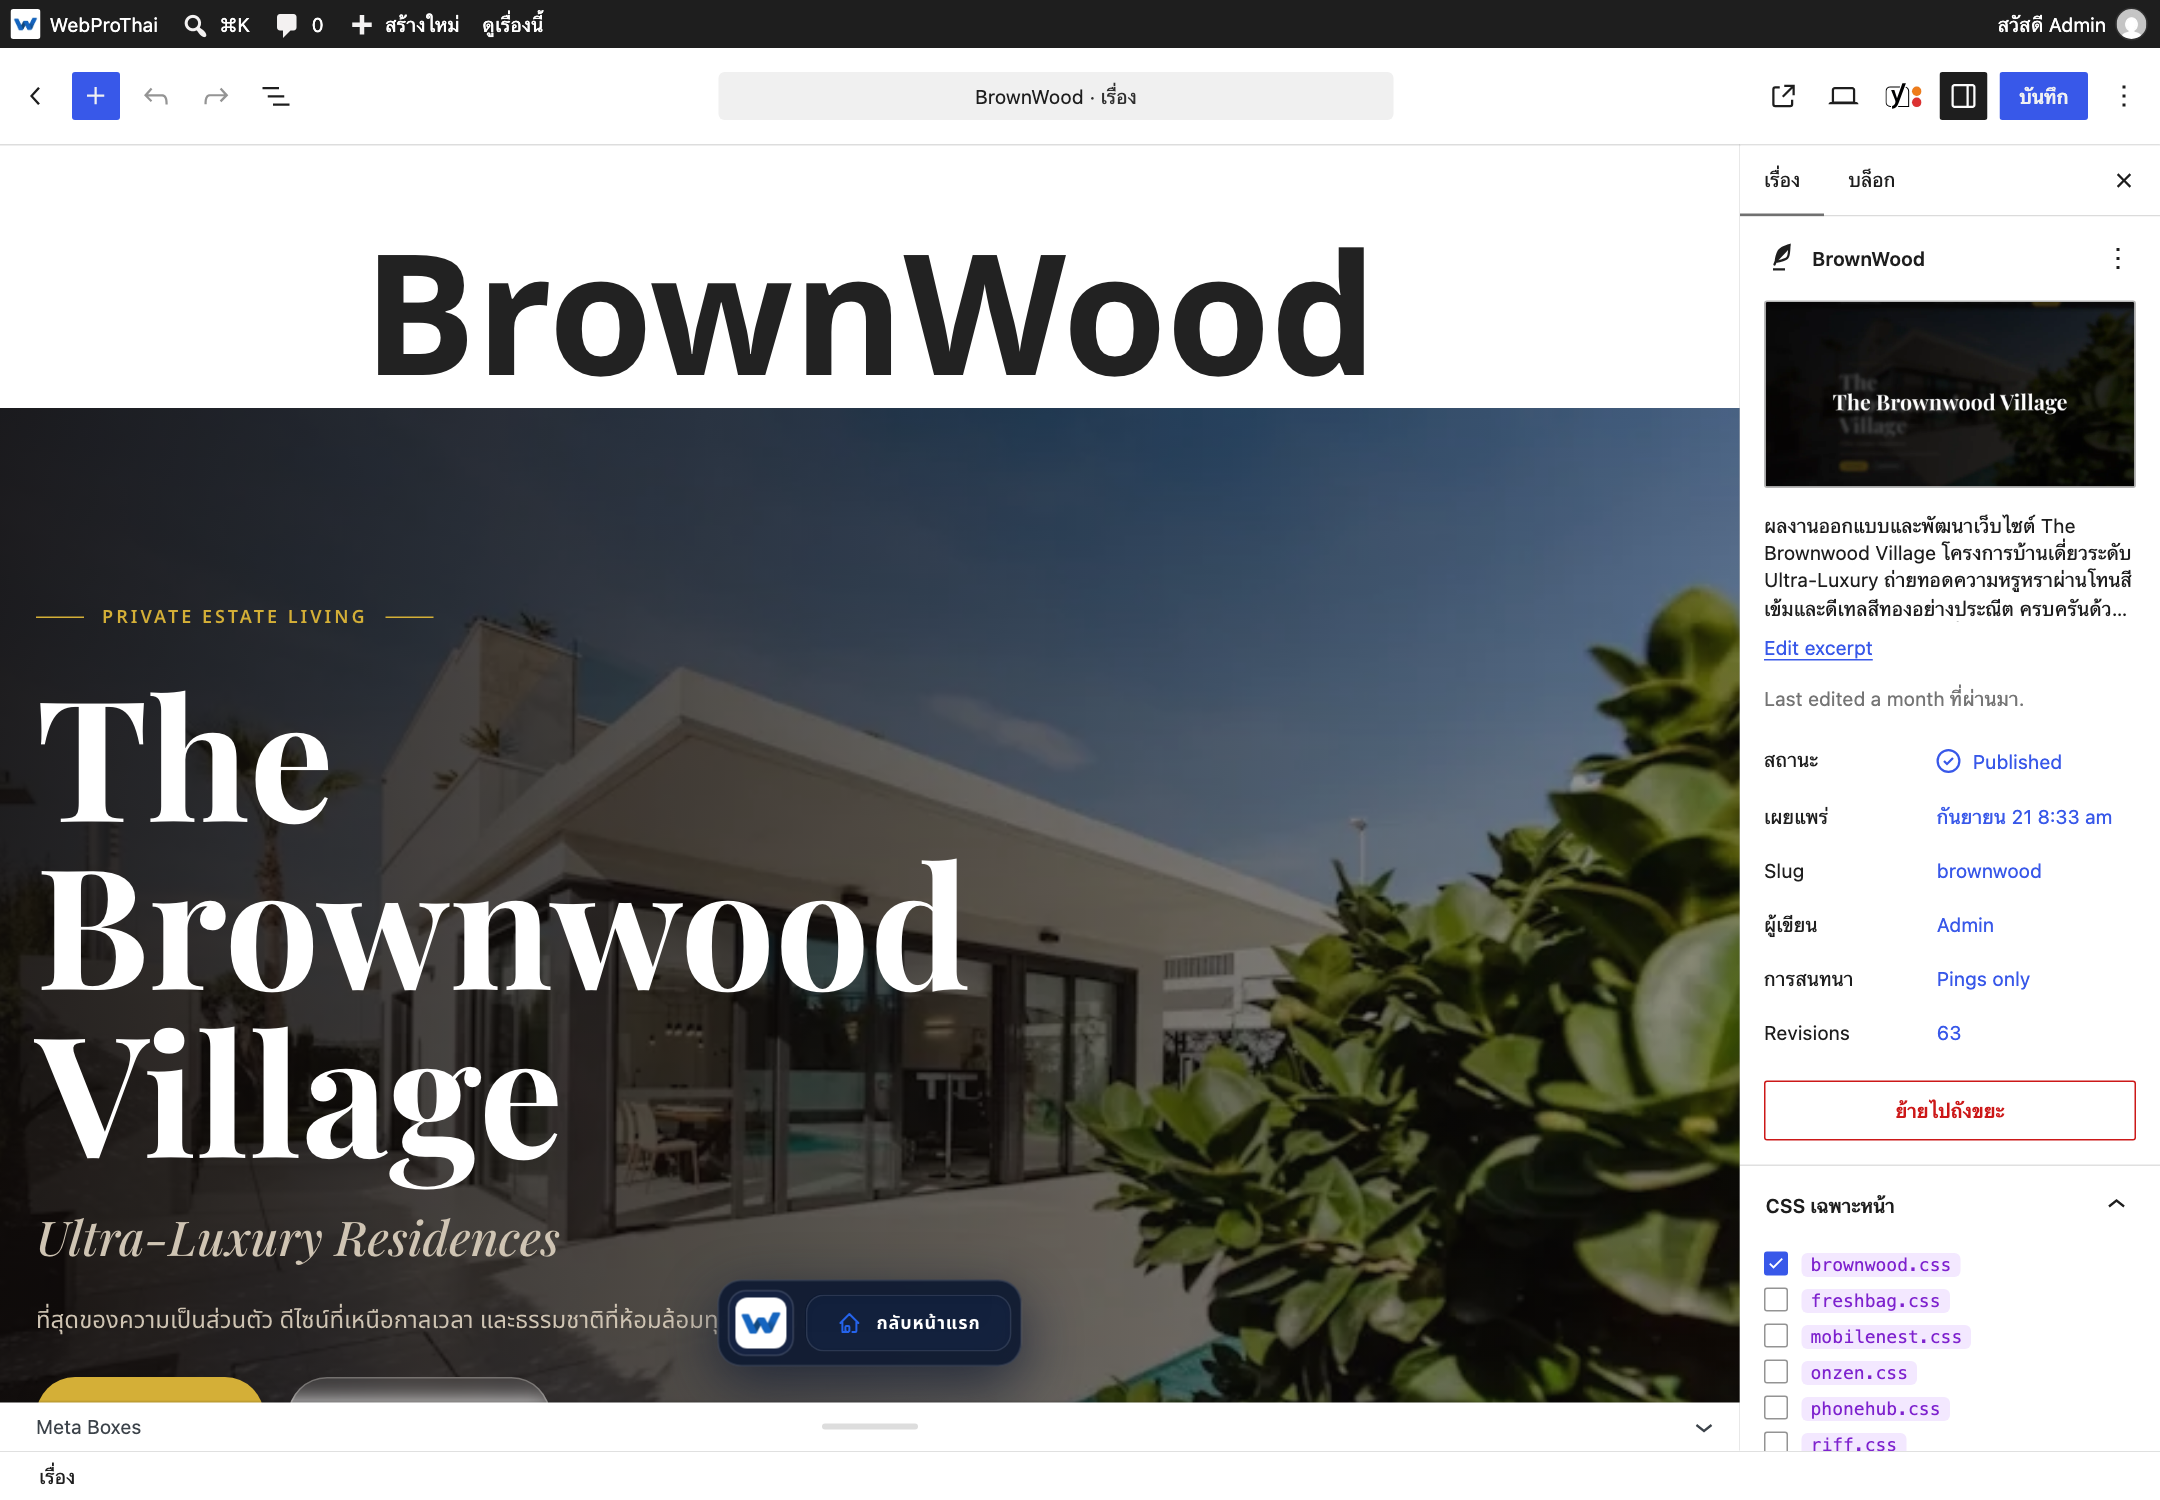 WebProThai ⌘K 0 สร้างใหม่ ดูเรื่องนี้
สวัสดี Admin
BrownWood · เรื่อง
บันทึก
BrownWood
PRIVATE ESTATE LIVING
The
Brownwood
Village
Ultra-Luxury Residences
ที่สุดของความเป็นส่วนตัว ดีไซน์ที่เหนือกาลเวลา และธรรมชาติที่ห้อมล้อมทุ
กลับหน้าแรก
Meta Boxes
เรื่อง
เรื่อง บล็อก
BrownWood
The Brownwood Village
ผลงานออกแบบและพัฒนาเว็บไซต์ The
Brownwood Village โครงการบ้านเดี่ยวระดับ
Ultra-Luxury ถ่ายทอดความหรูหราผ่านโทนสี
เข้มและดีเทลสีทองอย่างประณีต ครบครันด้ว…
Edit excerpt
Last edited a month ที่ผ่านมา.
สถานะ Published
เผยแพร่ กันยายน 21 8:33 am
Slug brownwood
ผู้เขียน Admin
การสนทนา Pings only
Revisions 63
ย้ายไปถังขยะ
CSS เฉพาะหน้า
brownwood.css
freshbag.css
mobilenest.css
onzen.css
phonehub.css
riff.css